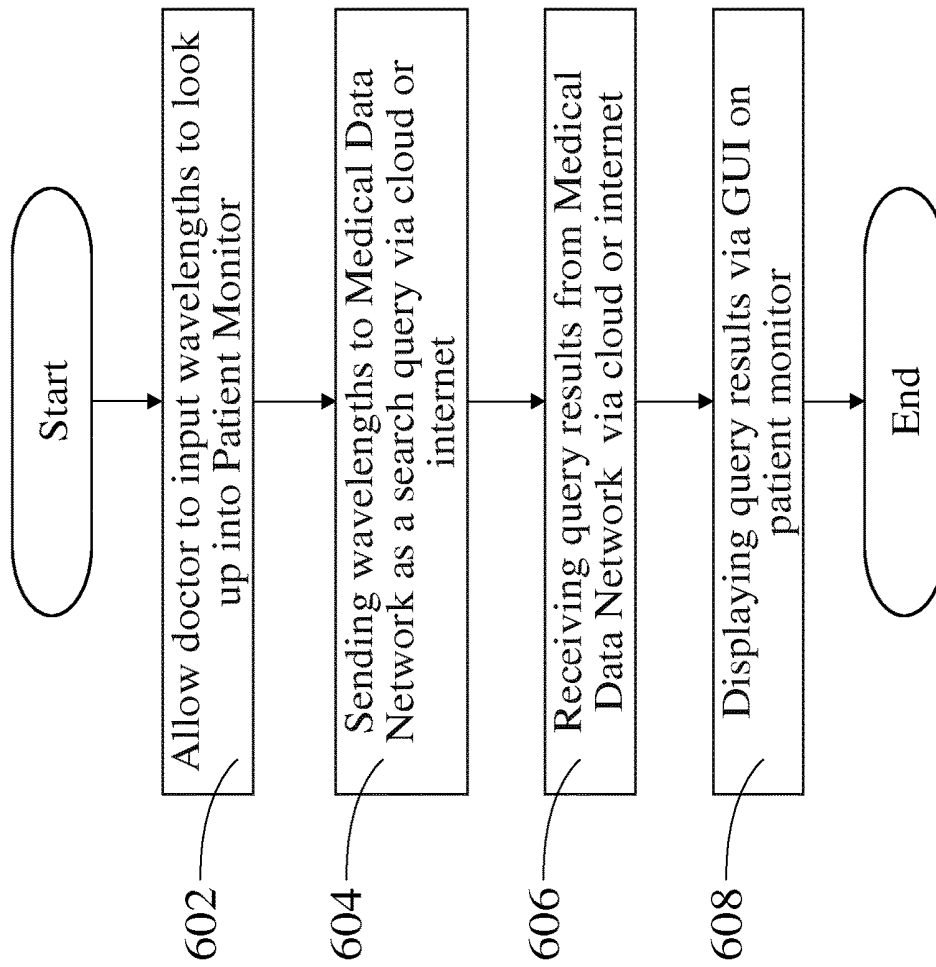 Start
602
Allow doctor to input wavelengths to look
up into Patient Monitor
604
Sending wavelengths to Medical Data
Network as a search query via cloud or
internet
606
Receiving query results from Medical
Data Network via cloud or internet
608
Displaying query results via GUI on
patient monitor
End